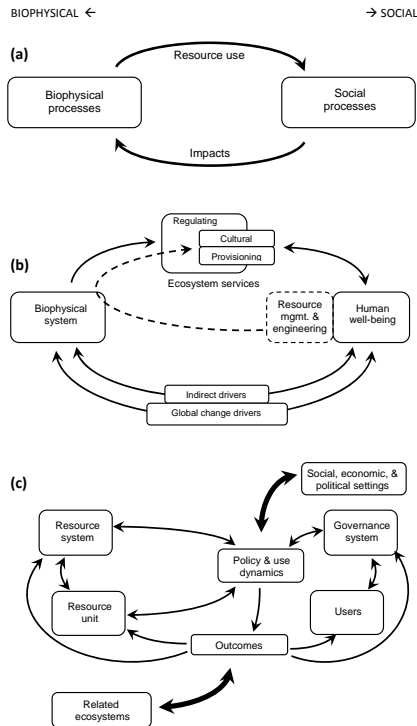 BIOPHYSICAL ←
→ SOCIAL
(a)
Resource use
Biophysical
processes
Social
processes
Impacts
(b)
Regulating
Cultural
Provisioning
Ecosystem services
Biophysical
system
Resource
mgmt. &
engineering
Human
well-being
Indirect drivers
Global change drivers
(c)
Social, economic, &
political settings
Resource
system
Governance
system
Policy & use
dynamics
Resource
unit
Users
Outcomes
Related
ecosystems